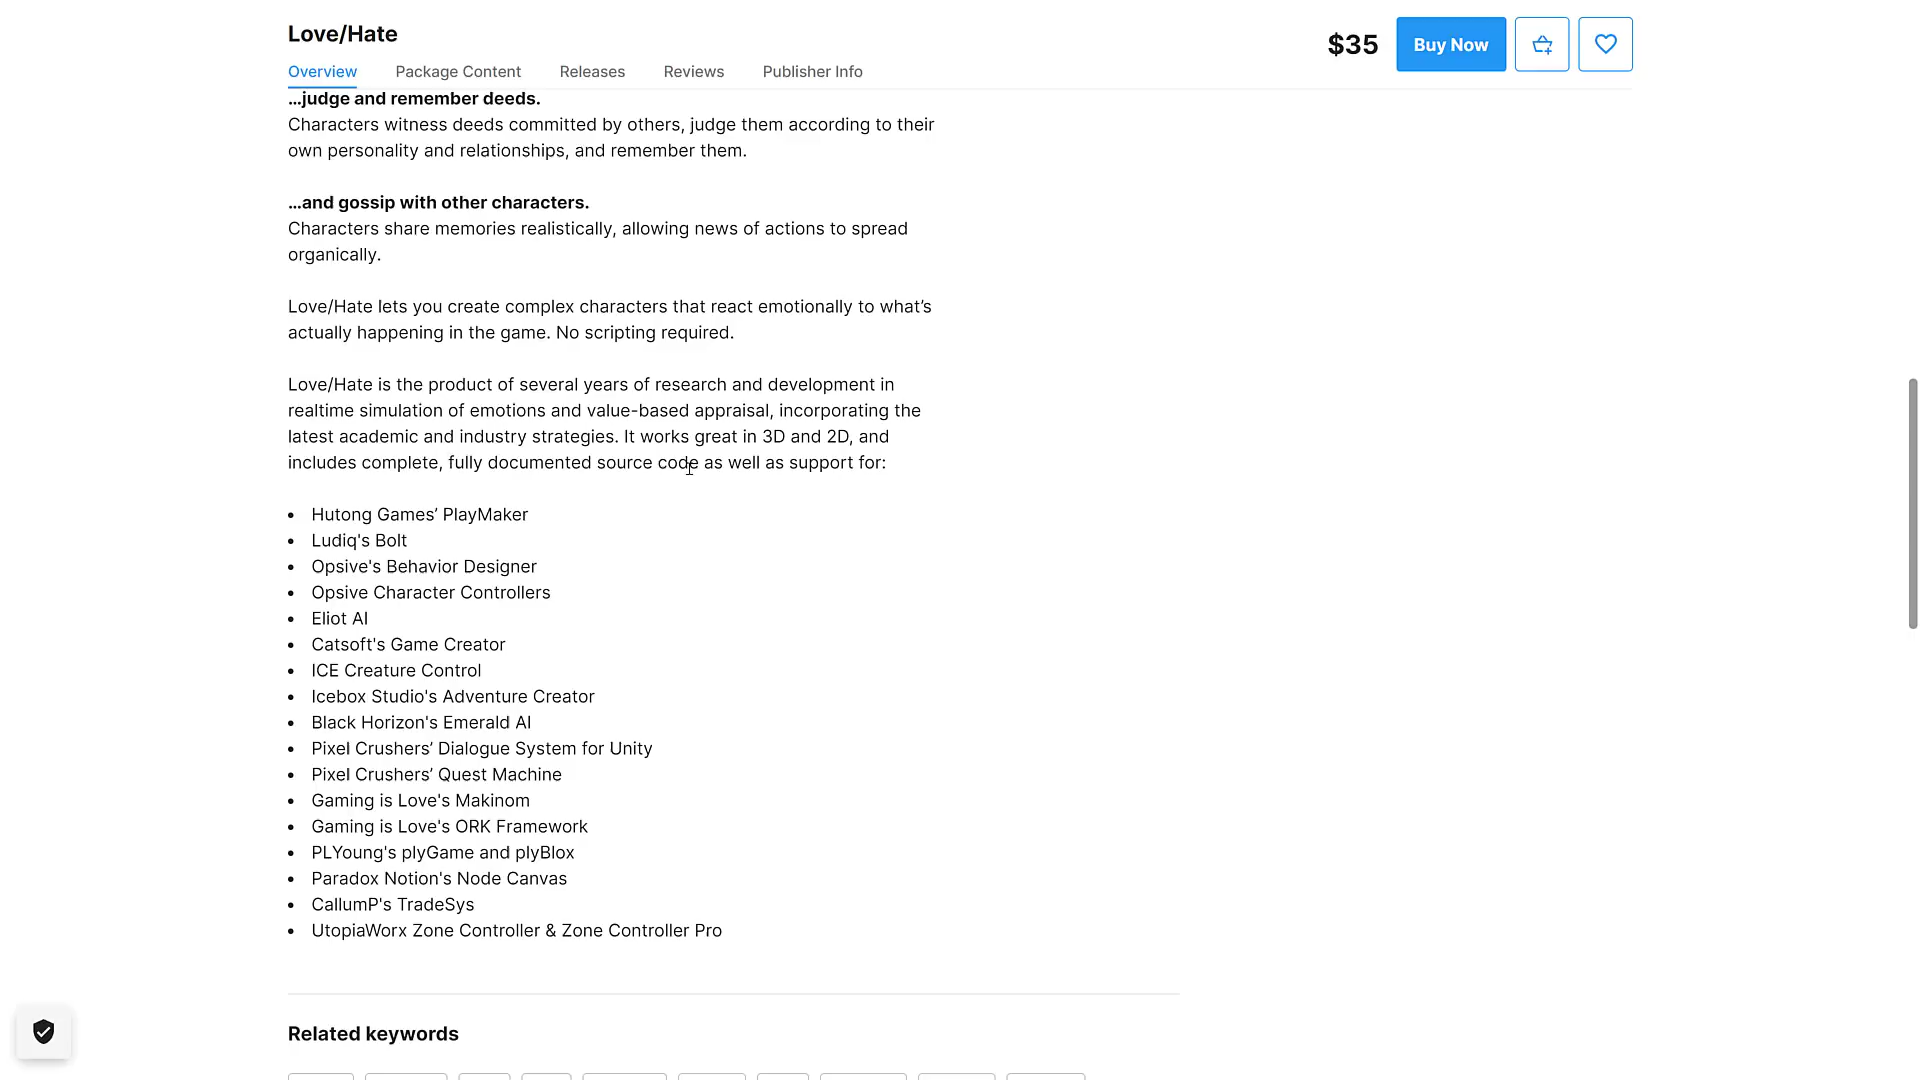 Love/Hate
$35
Buy Now
Overview
Package Content
Releases
Reviews
Publisher Info
…judge and remember deeds.
Characters witness deeds committed by others, judge them according to their
own personality and relationships, and remember them.
…and gossip with other characters.
Characters share memories realistically, allowing news of actions to spread
organically.
Love/Hate lets you create complex characters that react emotionally to what’s
actually happening in the game. No scripting required.
Love/Hate is the product of several years of research and development in
realtime simulation of emotions and value-based appraisal, incorporating the
latest academic and industry strategies. It works great in 3D and 2D, and
includes complete, fully documented source code as well as support for:
• Hutong Games’ PlayMaker
• Ludiq's Bolt
• Opsive's Behavior Designer
• Opsive Character Controllers
• Eliot AI
• Catsoft's Game Creator
• ICE Creature Control
• Icebox Studio's Adventure Creator
• Black Horizon's Emerald AI
• Pixel Crushers’ Dialogue System for Unity
• Pixel Crushers’ Quest Machine
• Gaming is Love's Makinom
• Gaming is Love's ORK Framework
• PLYoung's plyGame and plyBlox
• Paradox Notion's Node Canvas
• CallumP's TradeSys
• UtopiaWorx Zone Controller & Zone Controller Pro
Related keywords